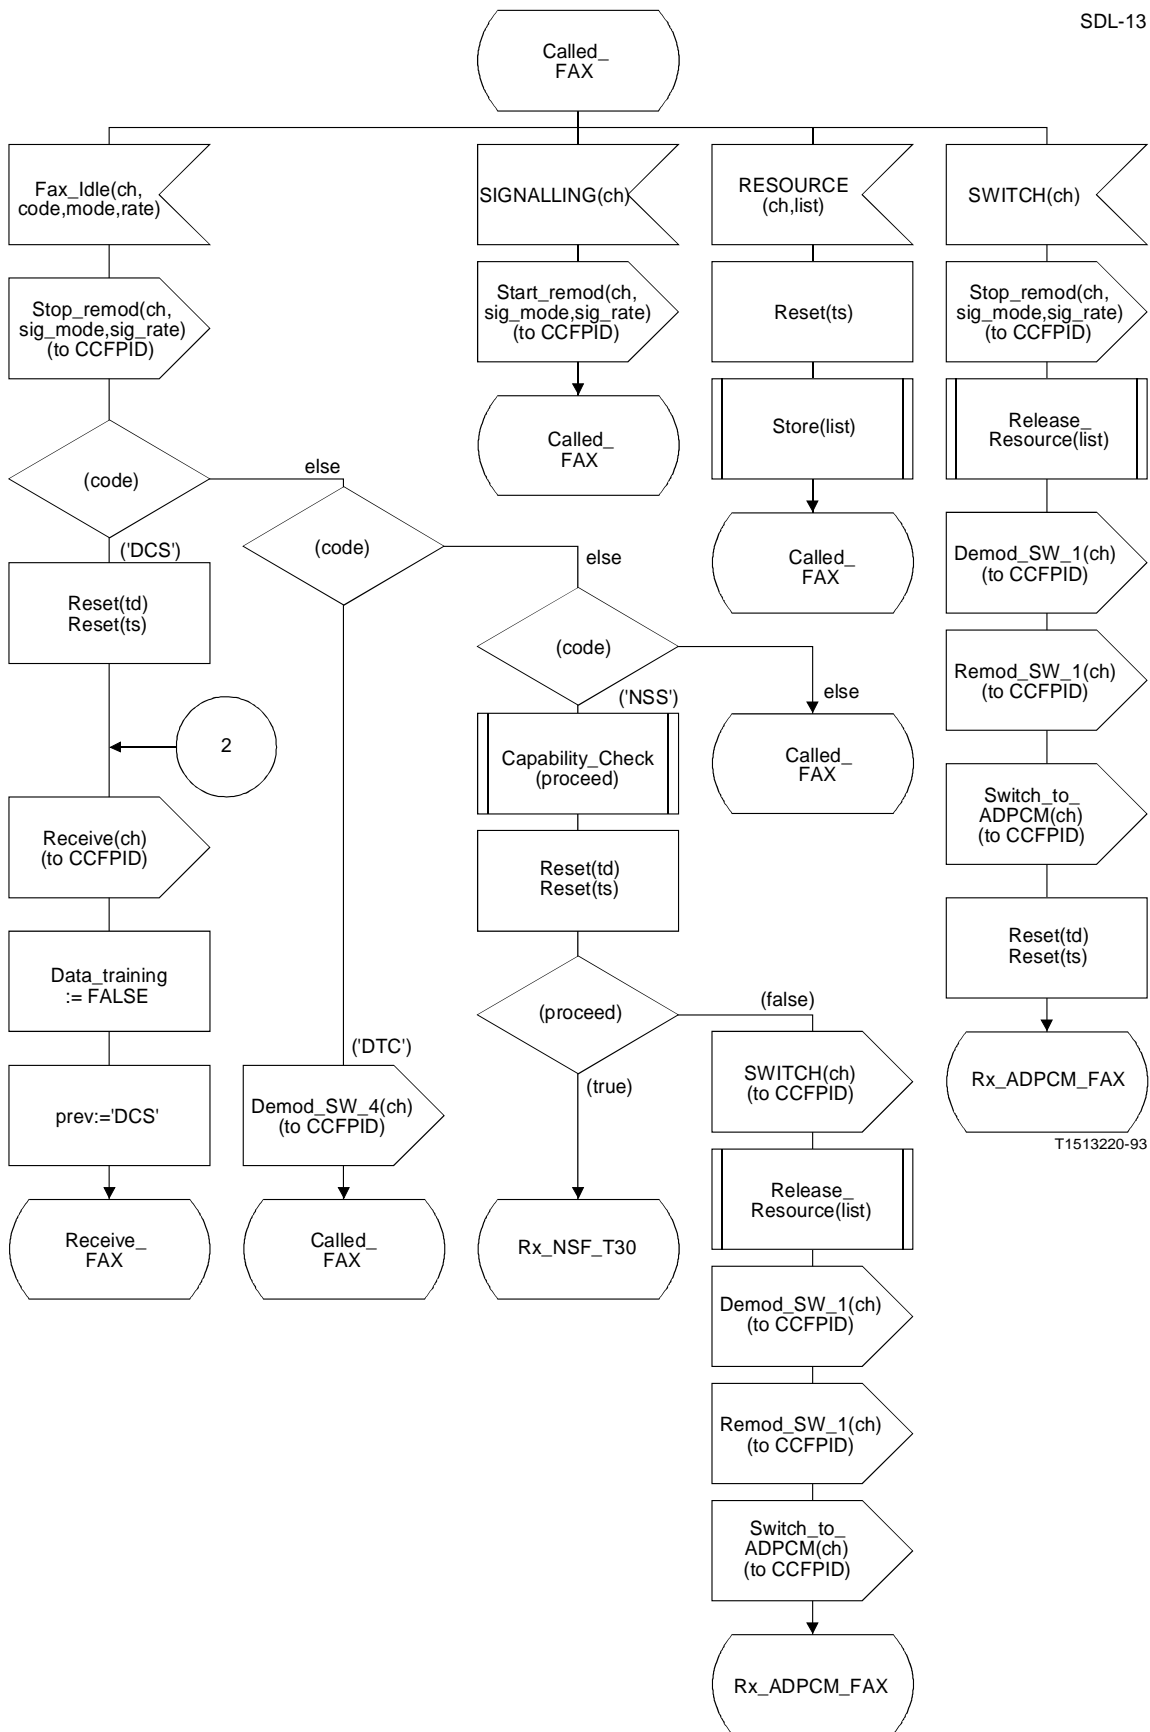 SDL-13
Called_
FAX
Fax_Idle(ch,
code,mode,rate)
SIGNALLING(ch)
RESOURCE
(ch,list)
SWITCH(ch)
Stop_remod(ch,
sig_mode,sig_rate)
(to CCFPID)
Start_remod(ch,
sig_mode,sig_rate)
(to CCFPID)
Reset(ts)
Stop_remod(ch,
sig_mode,sig_rate)
(to CCFPID)
Called_
FAX
Store(list)
Release_
Resource(list)
(code)
else
(code)
else
('DCS')
Reset(td)
Reset(ts)
Called_
FAX
Demod_SW_1(ch)
(to CCFPID)
(code)
else
('NSS')
Remod_SW_1(ch)
(to CCFPID)
2
Capability_Check
(proceed)
Called_
FAX
Switch_to_
ADPCM(ch)
(to CCFPID)
Receive(ch)
(to CCFPID)
Reset(td)
Reset(ts)
Reset(td)
Reset(ts)
Data_training
:= FALSE
(proceed)
(false)
(true)
('DTC')
SWITCH(ch)
(to CCFPID)
Rx_ADPCM_FAX
prev:='DCS'
Demod_SW_4(ch)
(to CCFPID)
T1513220-93
Release_
Resource(list)
Receive_
FAX
Called_
FAX
Rx_NSF_T30
Demod_SW_1(ch)
(to CCFPID)
Remod_SW_1(ch)
(to CCFPID)
Switch_to_
ADPCM(ch)
(to CCFPID)
Rx_ADPCM_FAX